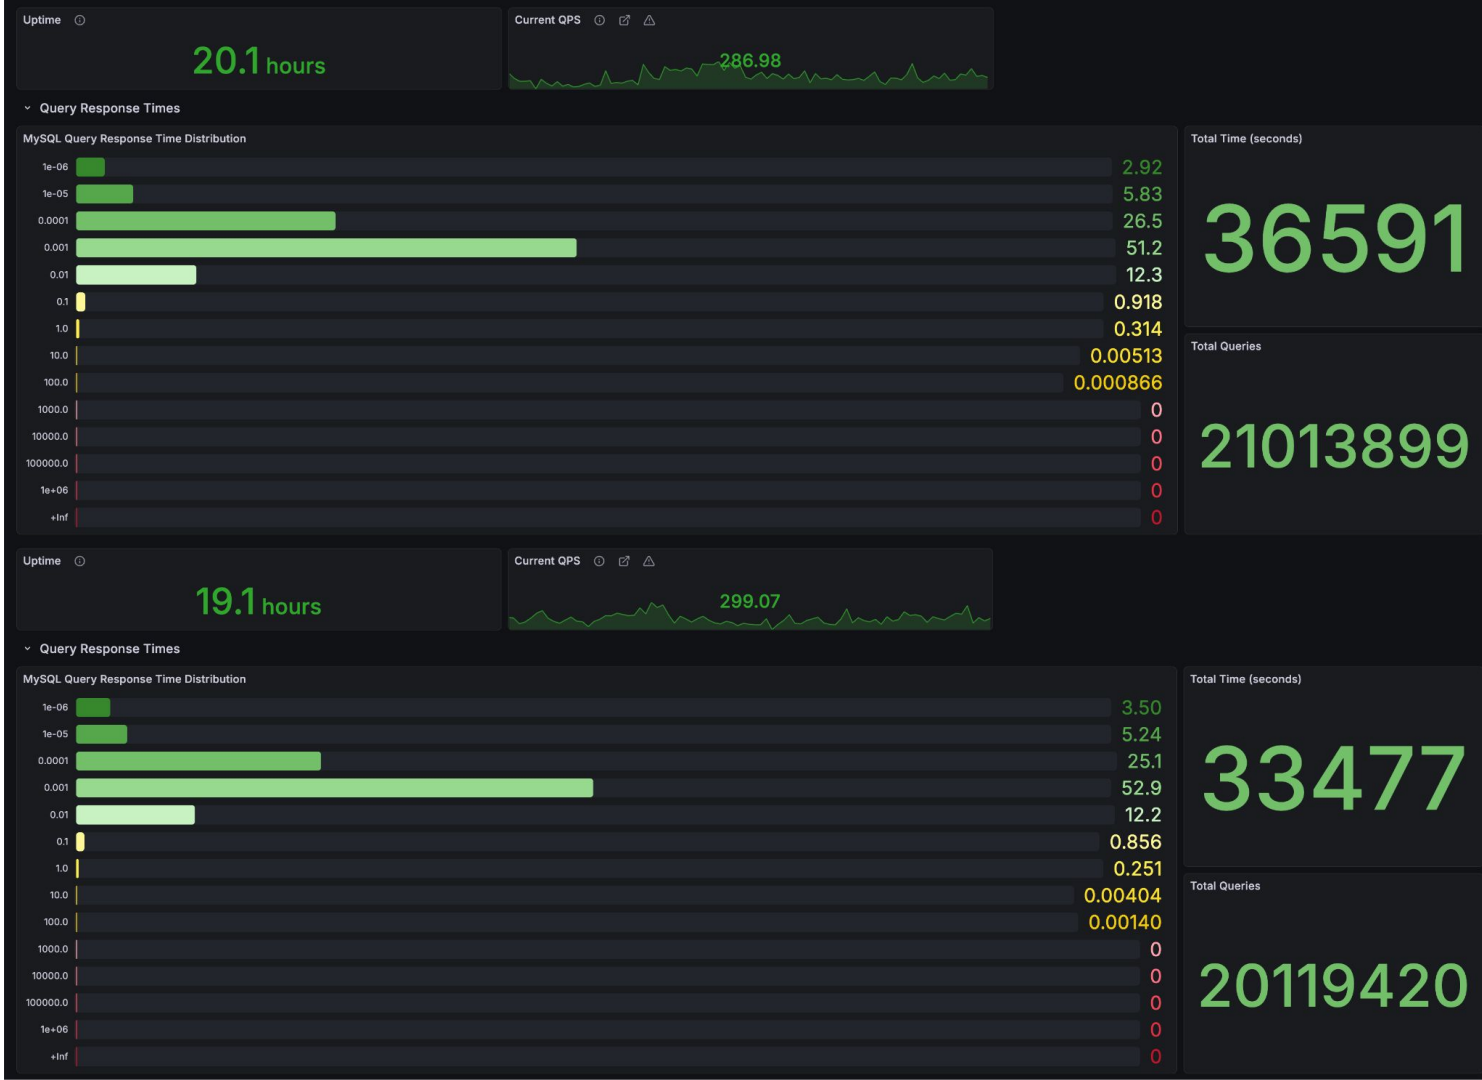 Uptime
Current QPS
20.1 hours
286.98
Query Response Times
MySQL Query Response Time Distribution
Total Time (seconds)
1e-06 2.92
1e-05 5.83
0.0001 26.5
0.001 51.2
0.01 12.3
0.1 0.918
1.0 0.314
10.0 0.00513
100.0 0.000866
1000.0 0
10000.0 0
100000.0 0
1e+06 0
+Inf 0
36591
Total Queries
21013899
Uptime
Current QPS
19.1 hours
299.07
Query Response Times
MySQL Query Response Time Distribution
Total Time (seconds)
1e-06 3.50
1e-05 5.24
0.0001 25.1
0.001 52.9
0.01 12.2
0.1 0.856
1.0 0.251
10.0 0.00404
100.0 0.00140
1000.0 0
10000.0 0
100000.0 0
1e+06 0
+Inf 0
33477
Total Queries
20119420